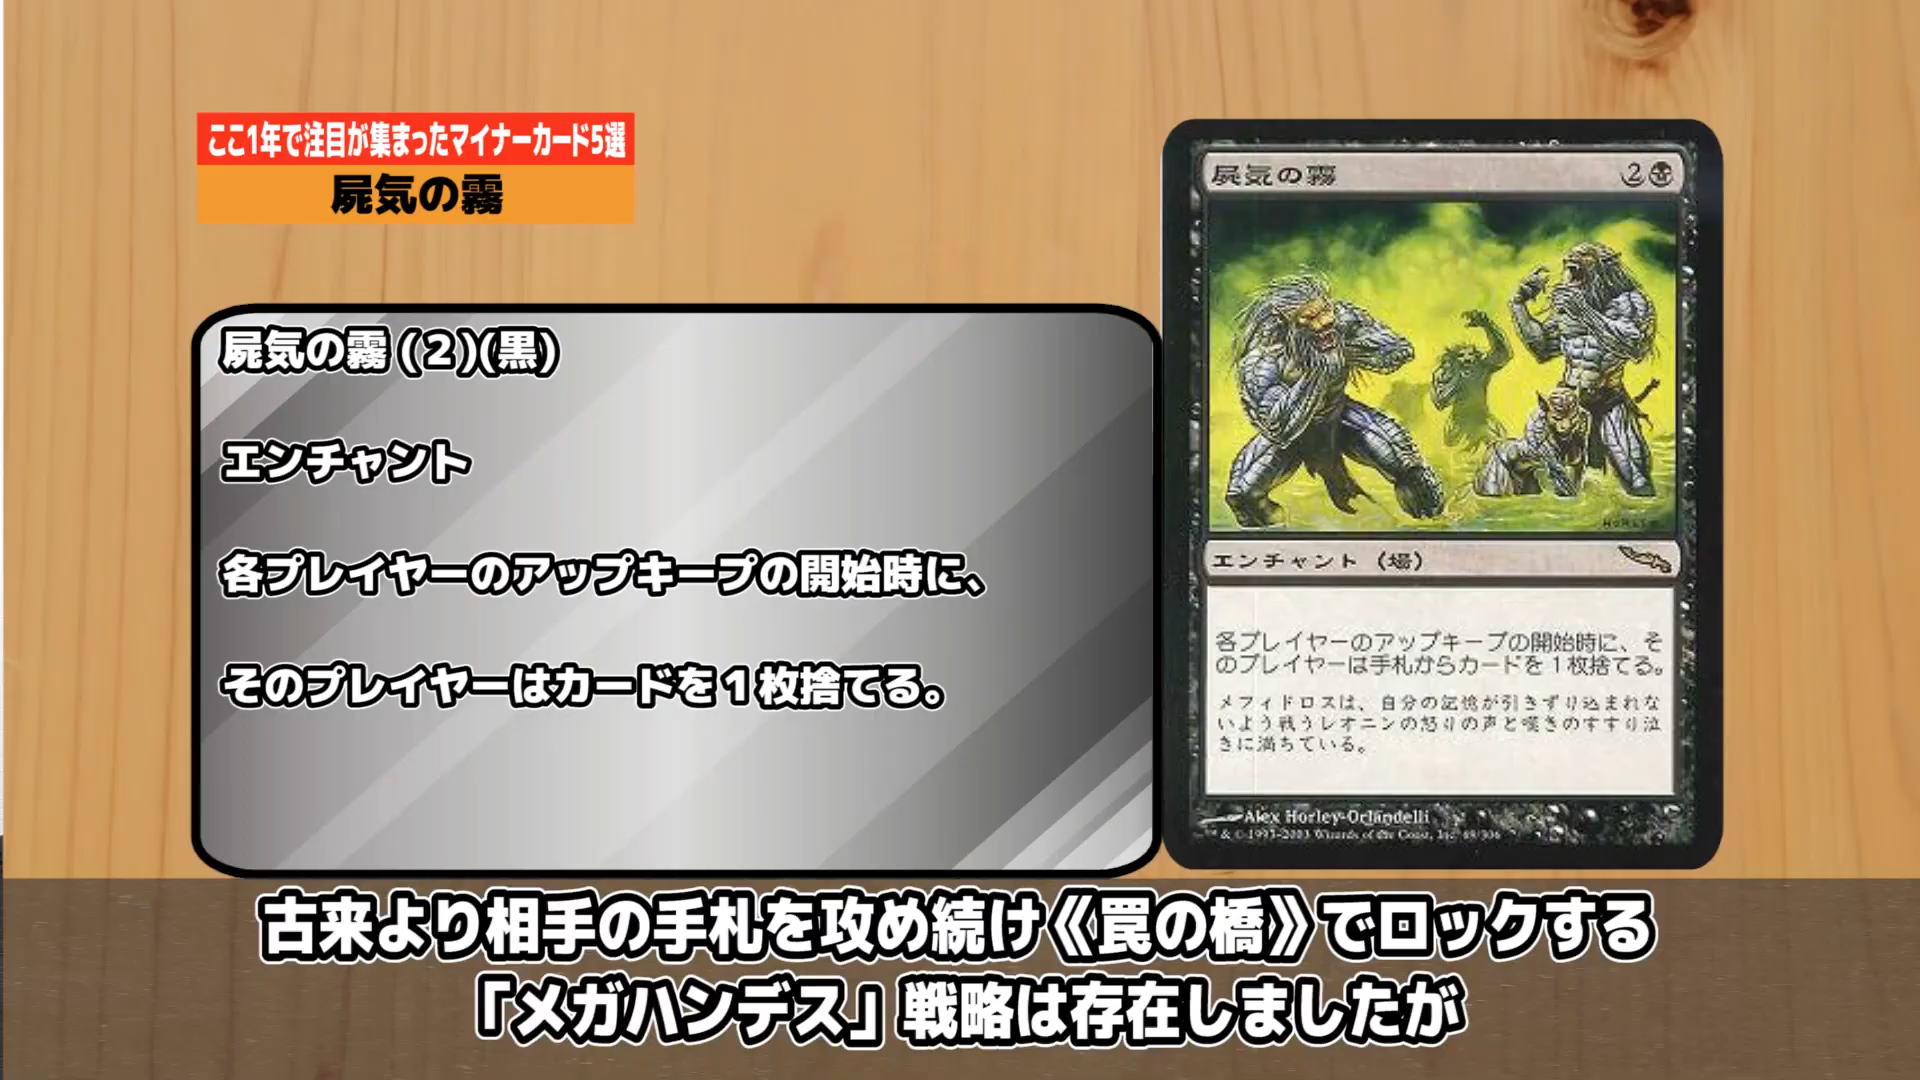 ここ1年で注目が集まったマイナーカード5選
屍気の霧
屍気の霧 (２)(黒)
エンチャント
各プレイヤーのアップキープの開始時に、
そのプレイヤーはカードを１枚捨てる。
屍気の霧 2
エンチャント（場）
各プレイヤーのアップキープの開始時に、そ
のプレイヤーは手札からカードを１枚捨てる。
メフィドロスは、自分の記憶が引きずり込まれな
いよう戦うレオニンの怒りの声と嘆きのすすり泣
きに満ちている。
HORLEY
Alex Horley-Orlandelli
& © 1993-2003 Wizards of the Coast, Inc. 69/306
古来より相手の手札を攻め続け《罠の橋》でロックする
「メガハンデス」戦略は存在しましたが